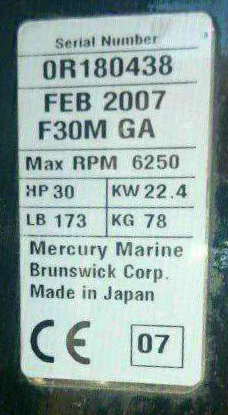 Serial Number
0R180438
FEB 2007
F30M GA
Max RPM 6250
HP 30 KW 22.4
LB 173 KG 78
Mercury Marine
Brunswick Corp.
Made in Japan
CE 07